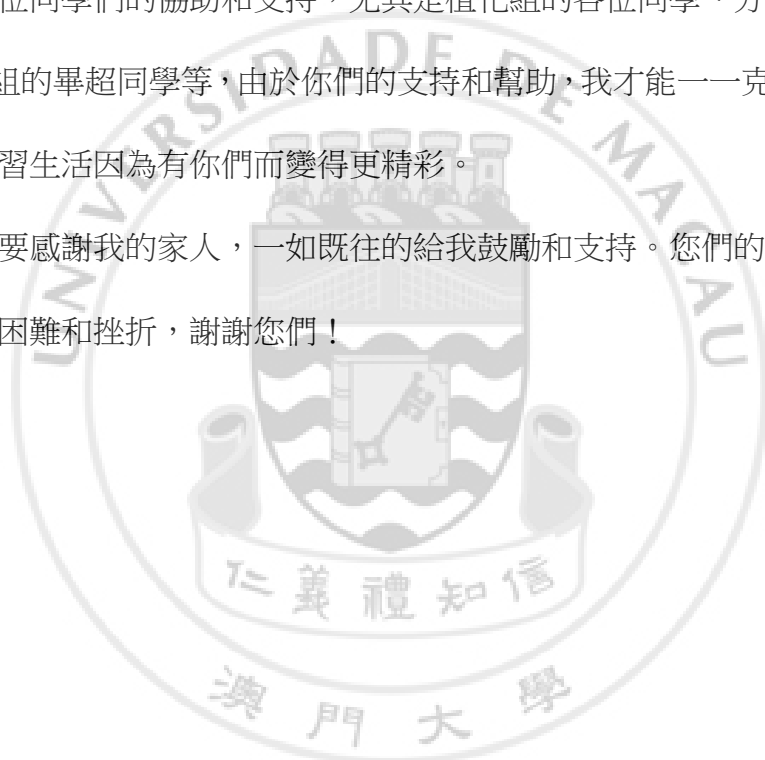 位同學們的協助和支持，尤其是植化組的各位同學、分
組的畢超同學等，由於你們的支持和幫助，我才能一一克
習生活因為有你們而變得更精彩。
要感謝我的家人，一如既往的給我鼓勵和支持。您們的
困難和挫折，謝謝您們！
UNIVERSIDADE DE MACAU
仁義禮知信
澳門大學